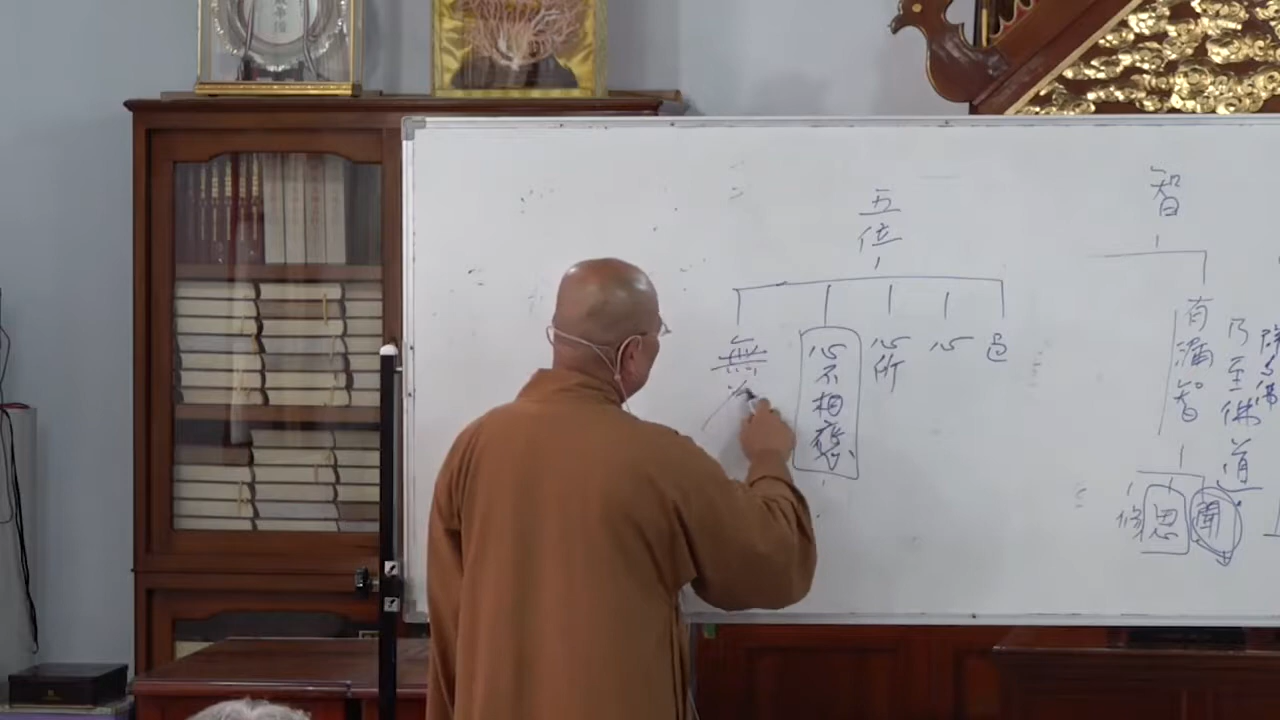 智
有漏智
乃至佛道
聞
思
修
五位
色
心
心所
心不相應
無